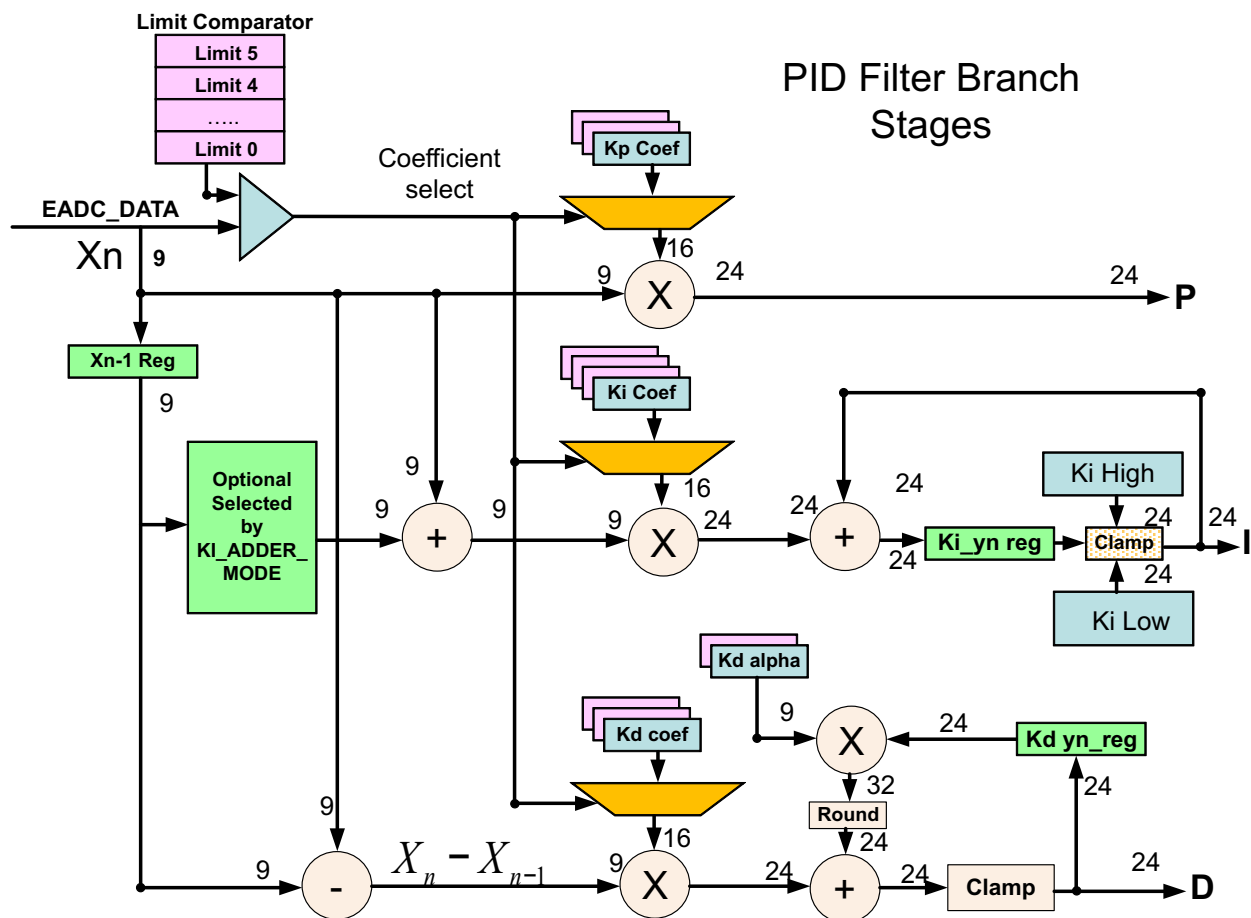 Limit Comparator
Limit 5
Limit 4
.....
Limit 0
PID Filter Branch
Stages
Kp Coef
Coefficient
select
EADC_DATA
Xn
9
16
9
24
24
P
X
Xn-1 Reg
9
Ki Coef
Optional
Selected
by
KI_ADDER_
MODE
9
9
+
9
16
9
X
24
24
+
24
24
Ki_yn reg
Ki High
24
Clamp
24
24
I
Ki Low
Kd alpha
9
X
24
Kd yn_reg
Kd coef
32
Round
24
24
9
16
9
-
Xn − Xn−1
9
X
24
+
24
Clamp
24
D